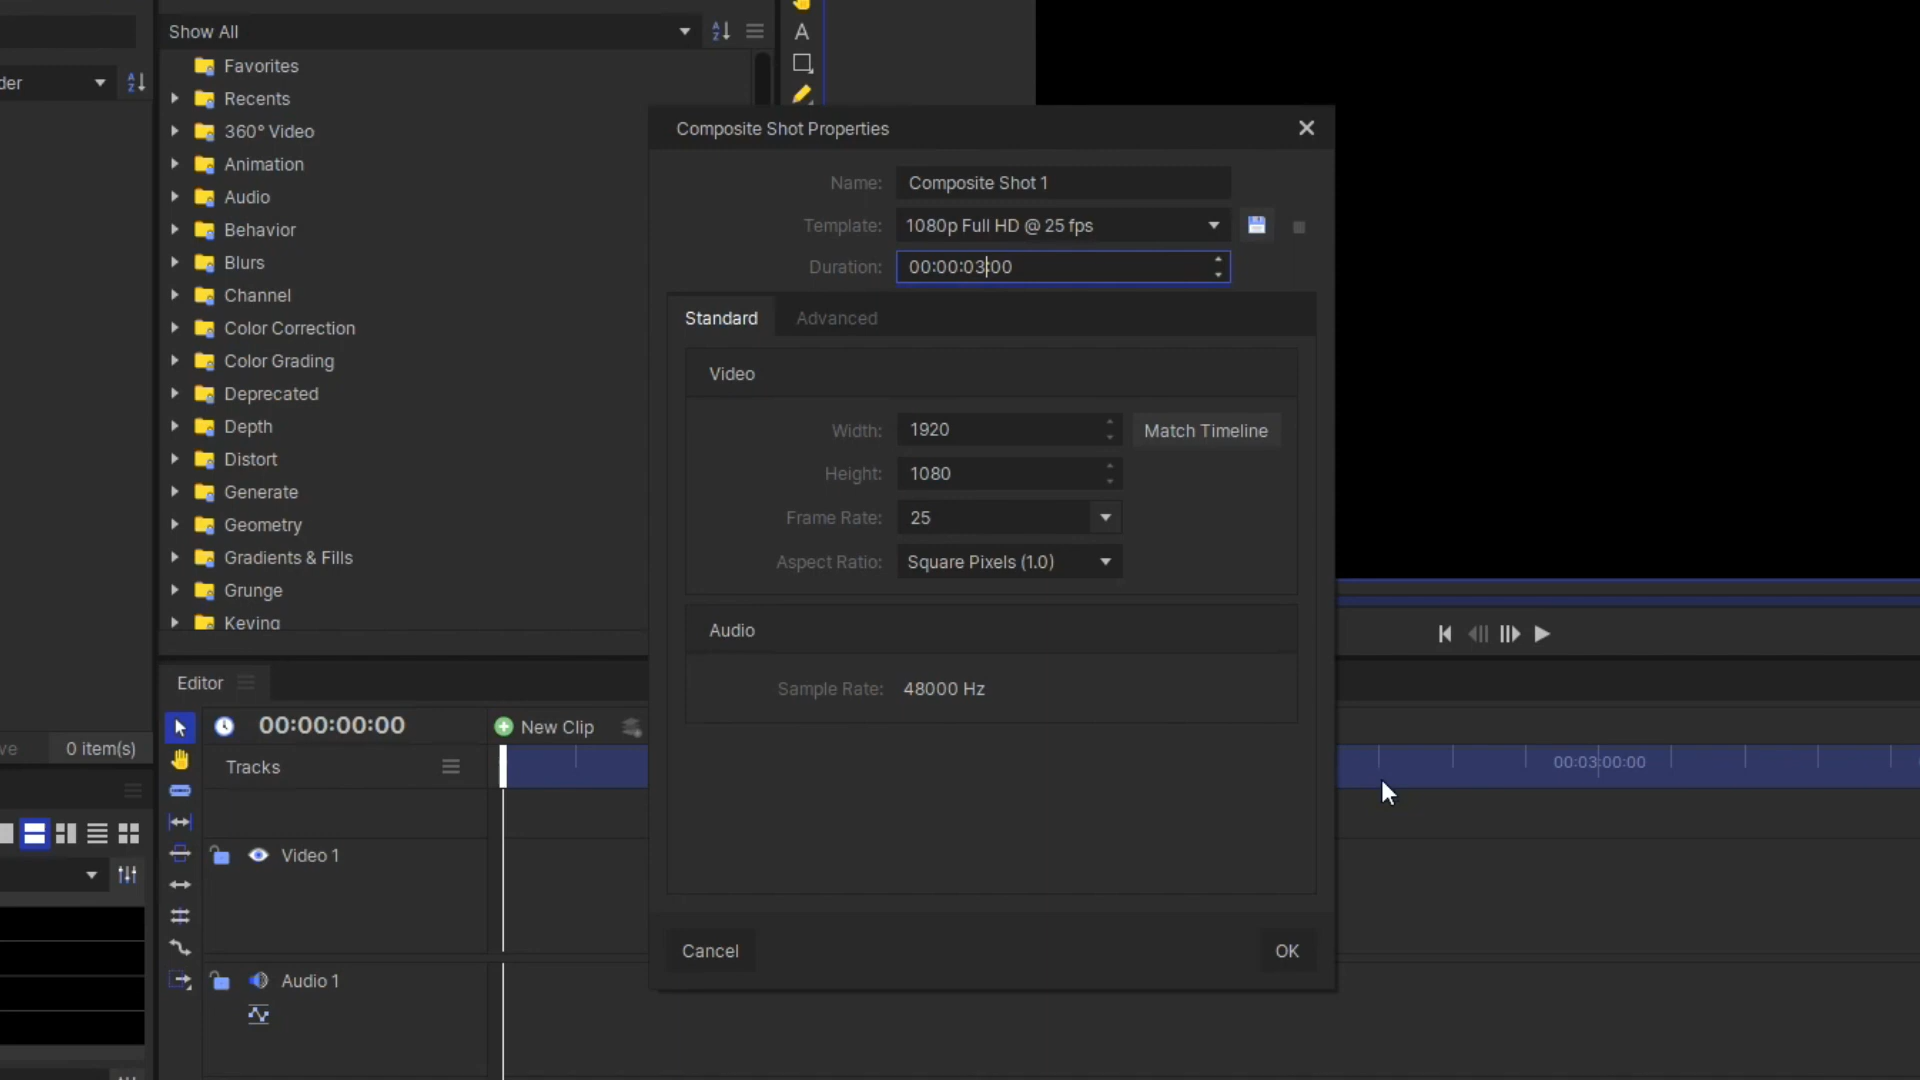 Show All
der
Favorites
Recents
360° Video
Animation
Audio
Behavior
Blurs
Channel
Color Correction
Color Grading
Deprecated
Depth
Distort
Generate
Geometry
Gradients & Fills
Grunge
Keying
A
Composite Shot Properties
Name: Composite Shot 1
Template: 1080p Full HD @ 25 fps
Duration: 00:00:03:00
Standard Advanced
Video
Width: 1920 Match Timeline
Height: 1080
Frame Rate: 25
Aspect Ratio: Square Pixels (1.0)
Audio
Sample Rate: 48000 Hz
Cancel OK
Editor
00:00:00:00 New Clip
ve 0 item(s)
Tracks
00:03:00:00
Video 1
Audio 1